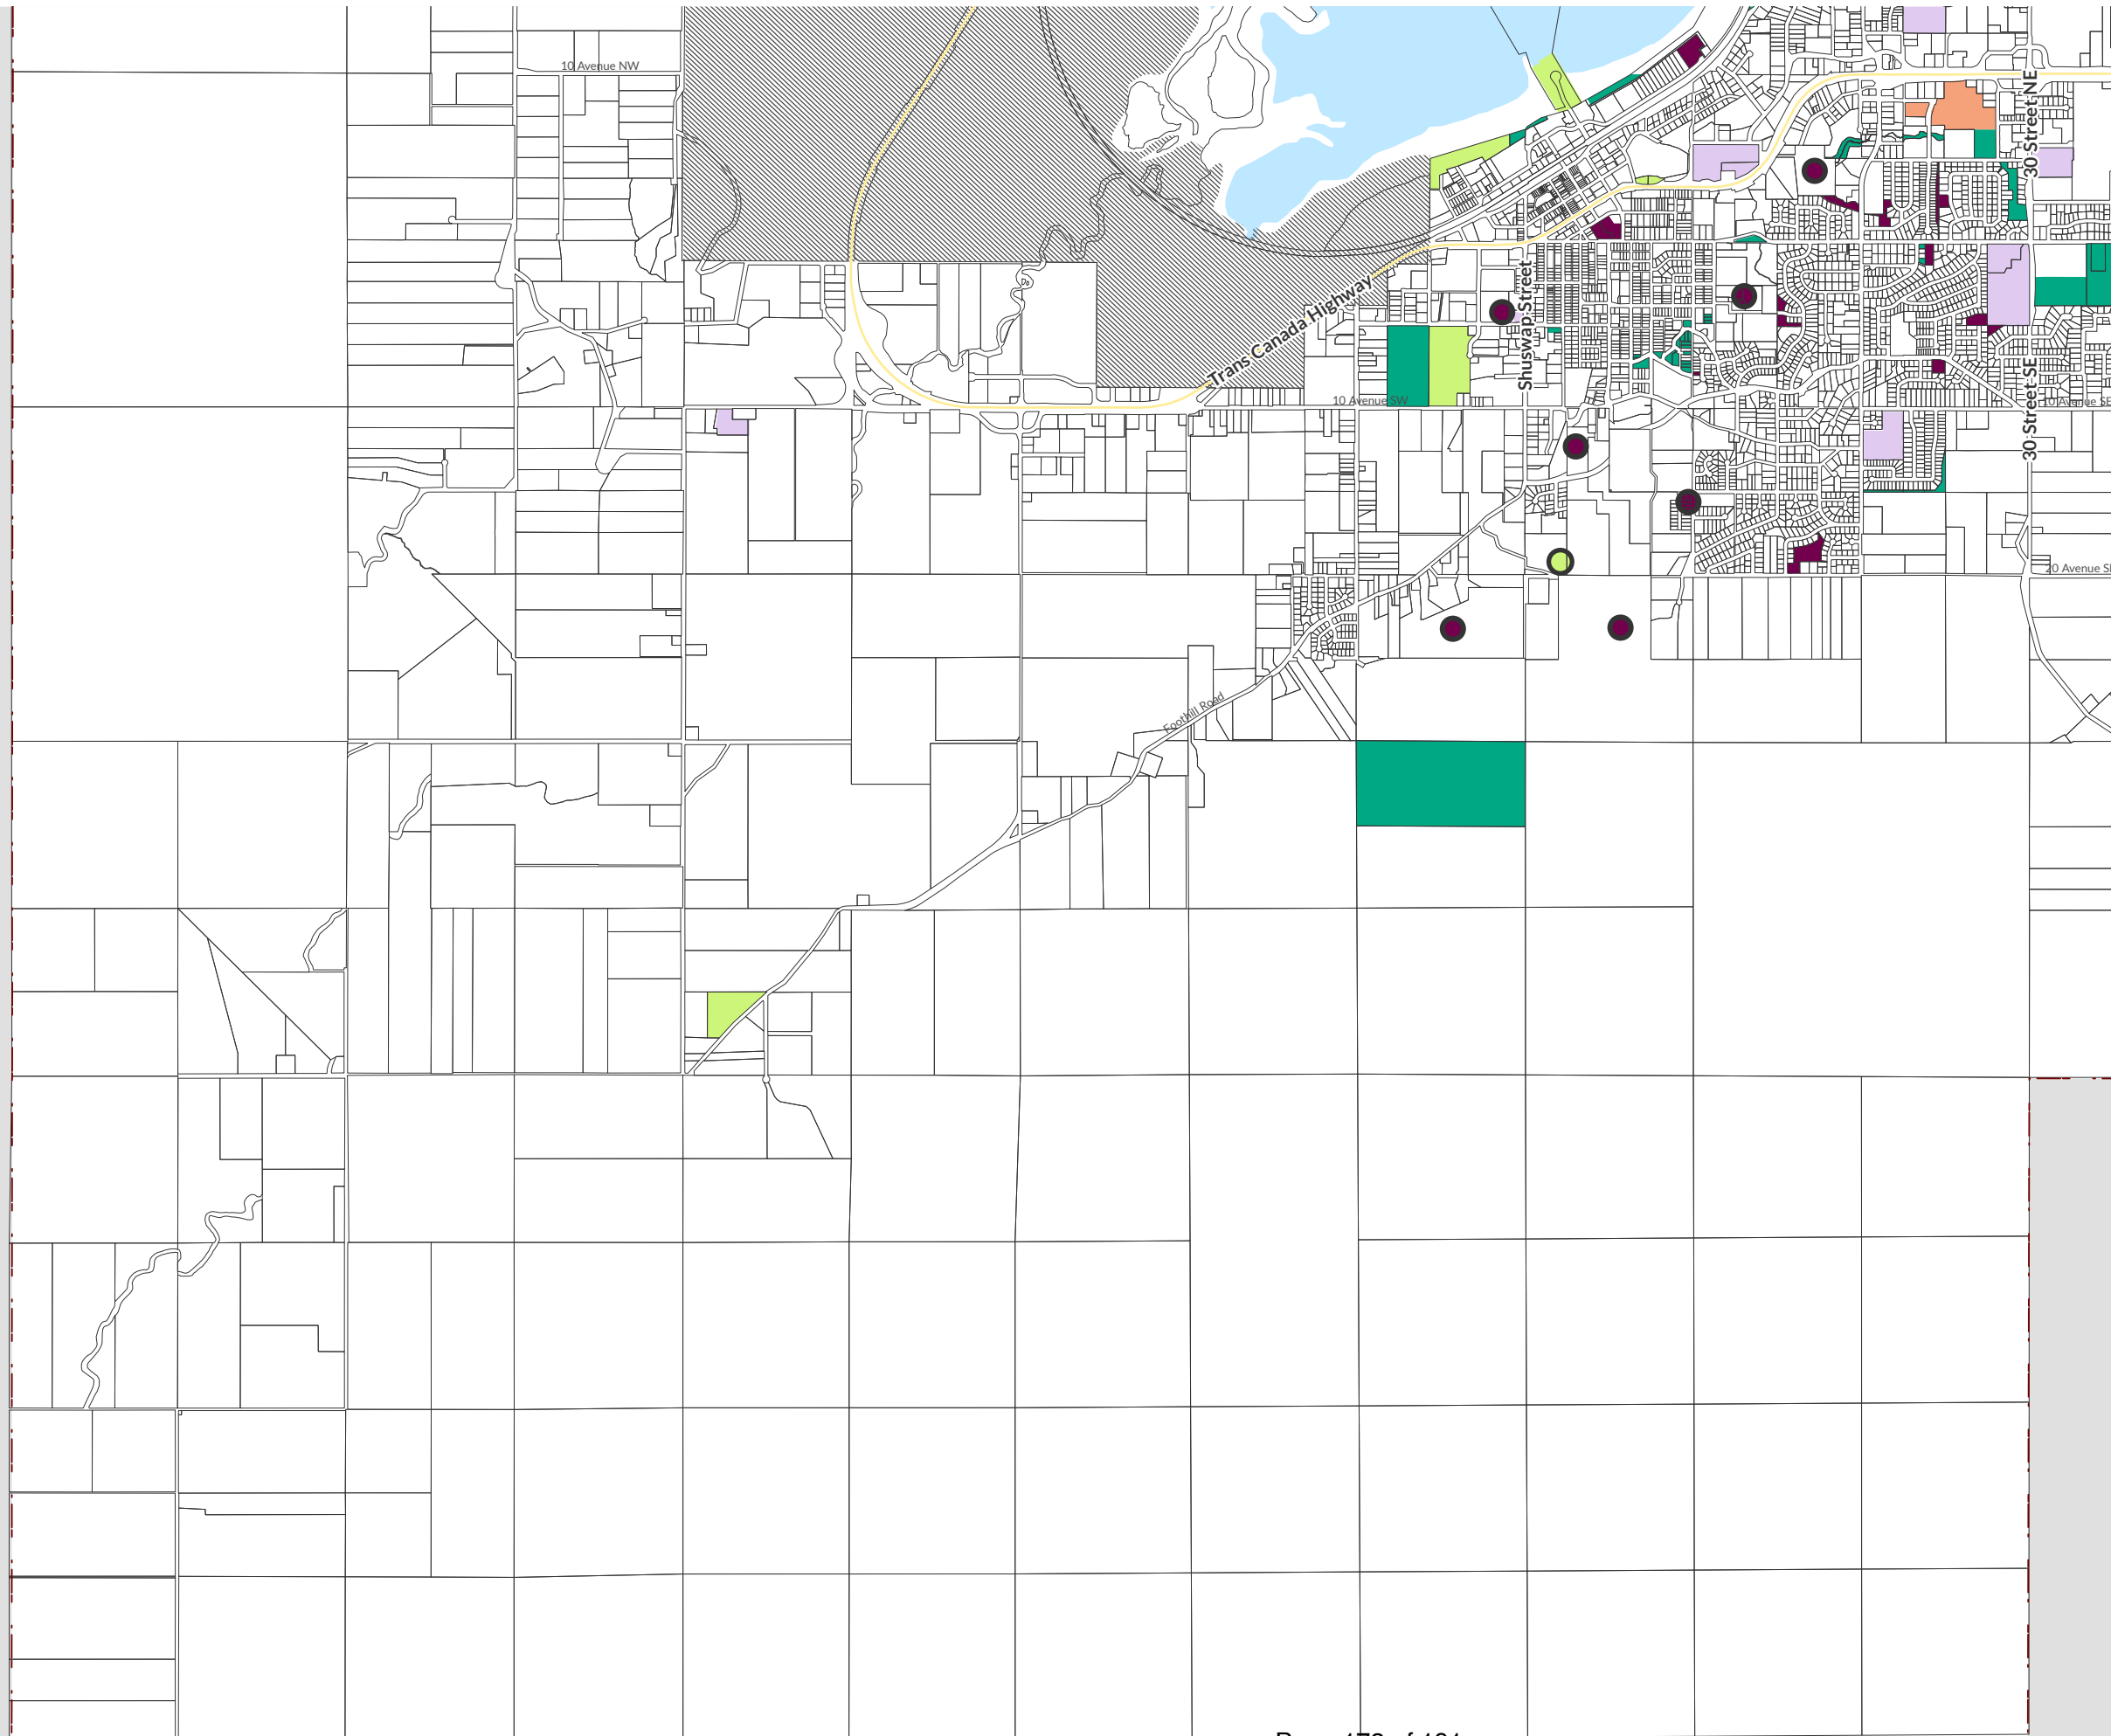 10 Avenue NW
30 Street NE
Trans Canada Highway
Shuswap Street
10 Avenue SW
10 Avenue SE
30 Street SE
20 Avenue
Foothill Road